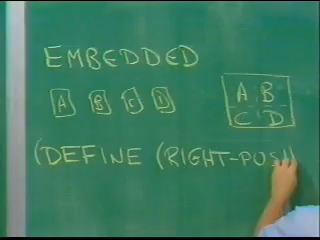 EMBEDDED
A B C D
A B
C D
(DEFINE (RIGHT-PUSH